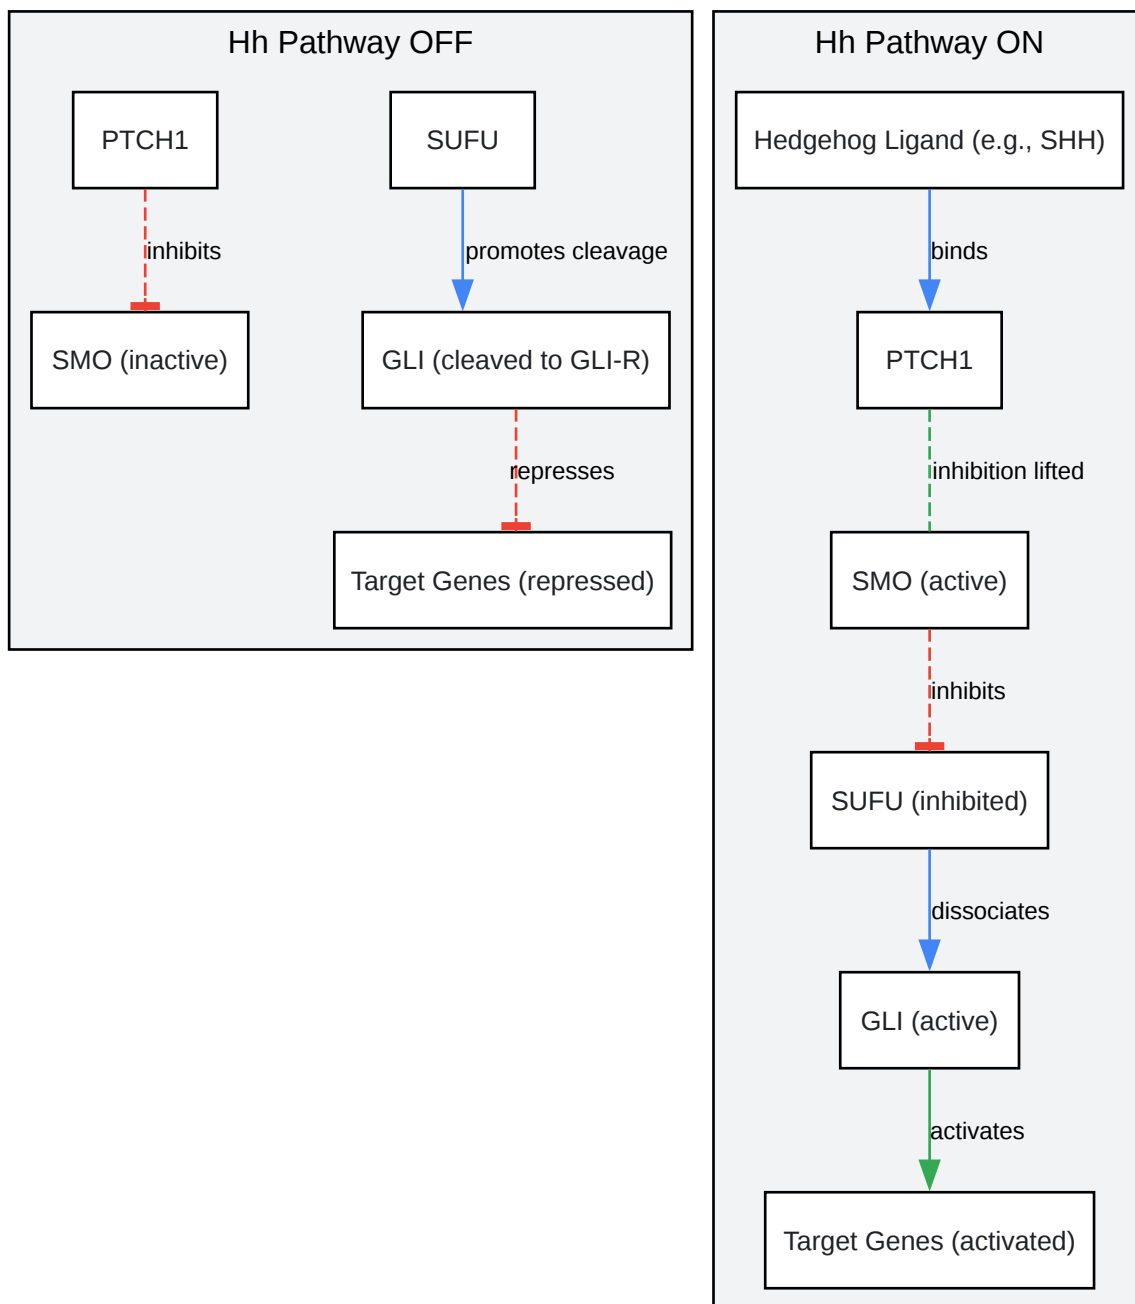 Hh Pathway OFF
PTCH1
SUFU
inhibits
promotes cleavage
SMO (inactive)
GLI (cleaved to GLI-R)
represses
Target Genes (repressed)
Hh Pathway ON
Hedgehog Ligand (e.g., SHH)
binds
PTCH1
inhibition lifted
SMO (active)
inhibits
SUFU (inhibited)
dissociates
GLI (active)
activates
Target Genes (activated)